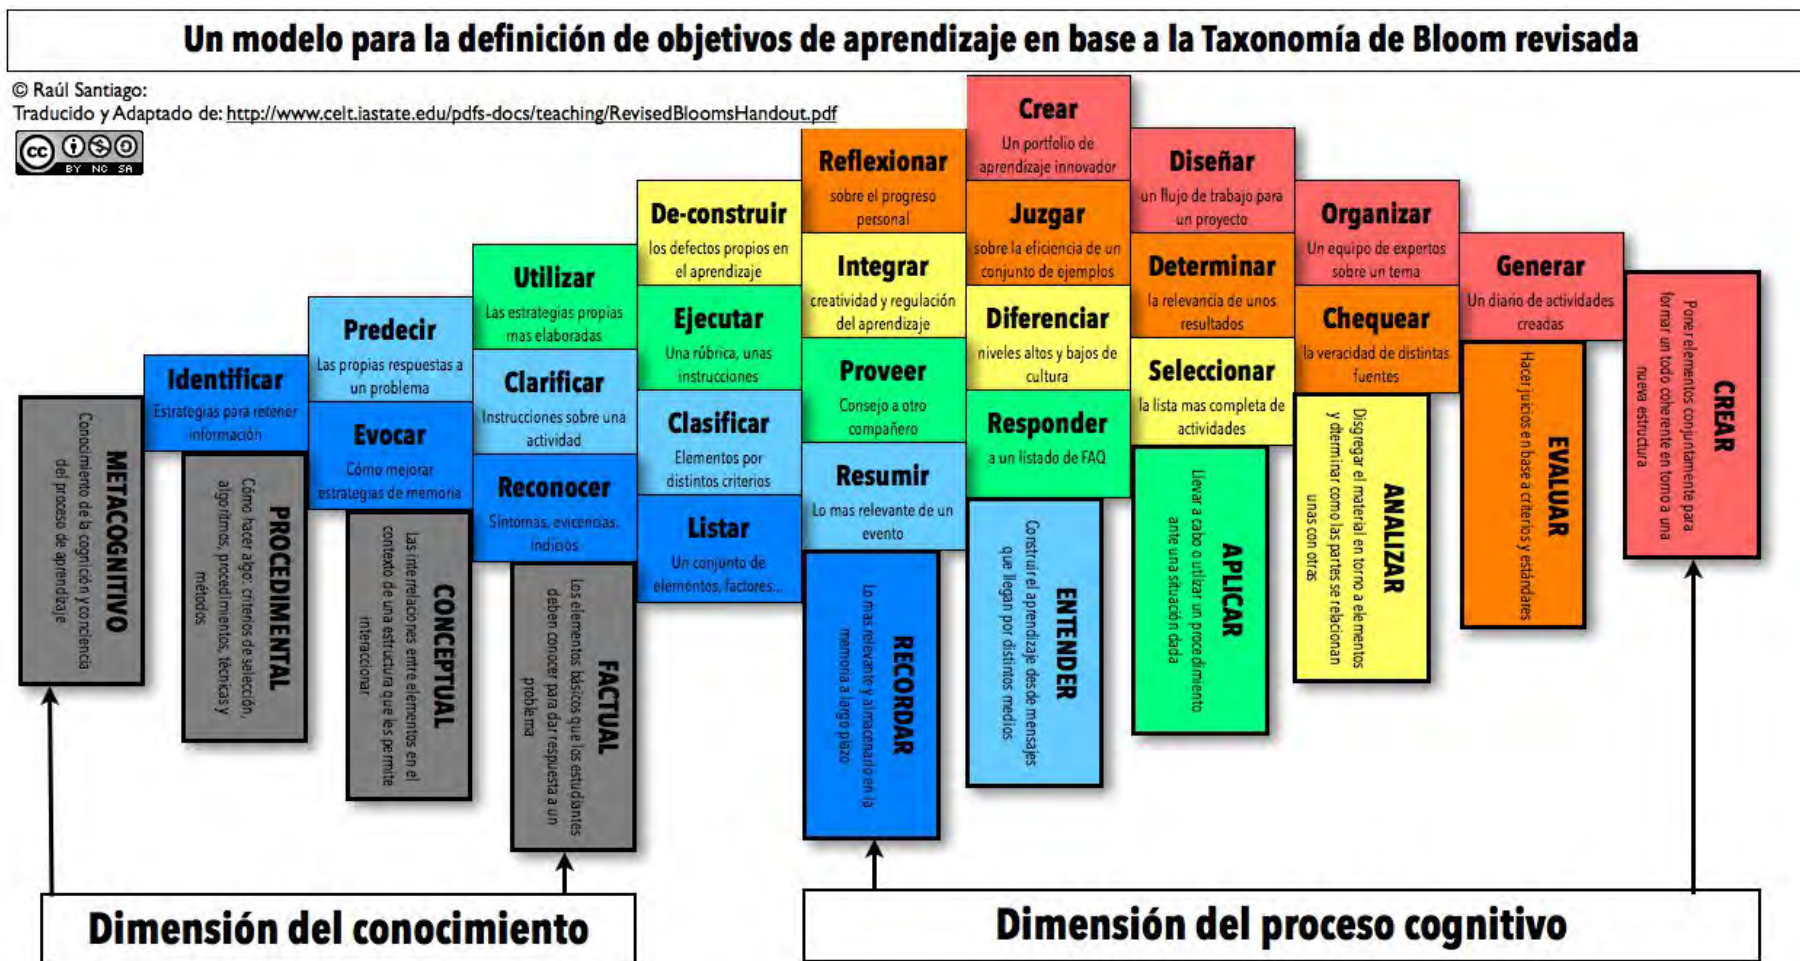 Un modelo para la definición de objetivos de aprendizaje en base a la Taxonomía de Bloom revisada
© Raúl Santiago:
Traducido y Adaptado de: http://www.celt.iastate.edu/pdfs-docs/teaching/RevisedBloomsHandout.pdf
cc
BY NC SA
Crear
Un portfolio de
aprendizaje innovador
Reflexionar
sobre el progreso
personal
Diseñar
un flujo de trabajo para
un proyecto
De-construir
los defectos propios en
el aprendizaje
Juzgar
sobre la eficiencia de un
conjunto de ejemplos
Organizar
Un equipo de expertos
sobre un tema
Utilizar
Las estrategias propias
mas elaboradas
Integrar
creatividad y regulación
del aprendizaje
Determinar
la relevancia de unos
resultados
Generar
Un diario de actividades
creadas
Predecir
Las propias respuestas a
un problema
Ejecutar
Una rúbrica, unas
instrucciones
Diferenciar
niveles altos y bajos de
cultura
Chequear
la veracidad de distintas
fuentes
Identificar
Estrategias para retener
información
Clarificar
Instrucciones sobre una
actividad
Proveer
Consejo a otro
compañero
Seleccionar
la lista mas completa de
actividades
Evocar
Cómo mejorar
estrategias de memoria
Clasificar
Elementos por
distintos criterios
Responder
a un listado de FAQ
Reconocer
Síntomas, evicencias,
indicios
Resumir
Lo mas relevante de un
evento
Listar
Un conjunto de
elementos, factores...
METACOGNITIVO
Conocimiento de la cognición y conciencia
del proceso de aprendizaje
PROCEDIMENTAL
Cómo hacer algo: criterios de selección,
algoritmos, procedimientos, técnicas y
métodos
CONCEPTUAL
Las interrelaciones entre elementos en el
contexto de una estructura que les permite
interaccionar
FACTUAL
Los elementos básicos que los estudiantes
deben conocer para dar respuesta a un
problema
RECORDAR
Lo mas relevante y almacenarlo en la
memoria a largo plazo
ENTENDER
Construir el aprendizaje desde mensajes
que llegan por distintos medios
APLICAR
Llevar a cabo o utlizar un procedimiento
ante una situación dada
ANALIZAR
Disgregar el material en torno a elementos
y dterminar como las partes se relacionan
unas con otras
EVALUAR
Hacer juicios en base a criterios y estándares
CREAR
Poner elementos conjuntamente para
formar un todo coherente en torno a una
nueva estructura
Dimensión del conocimiento
Dimensión del proceso cognitivo